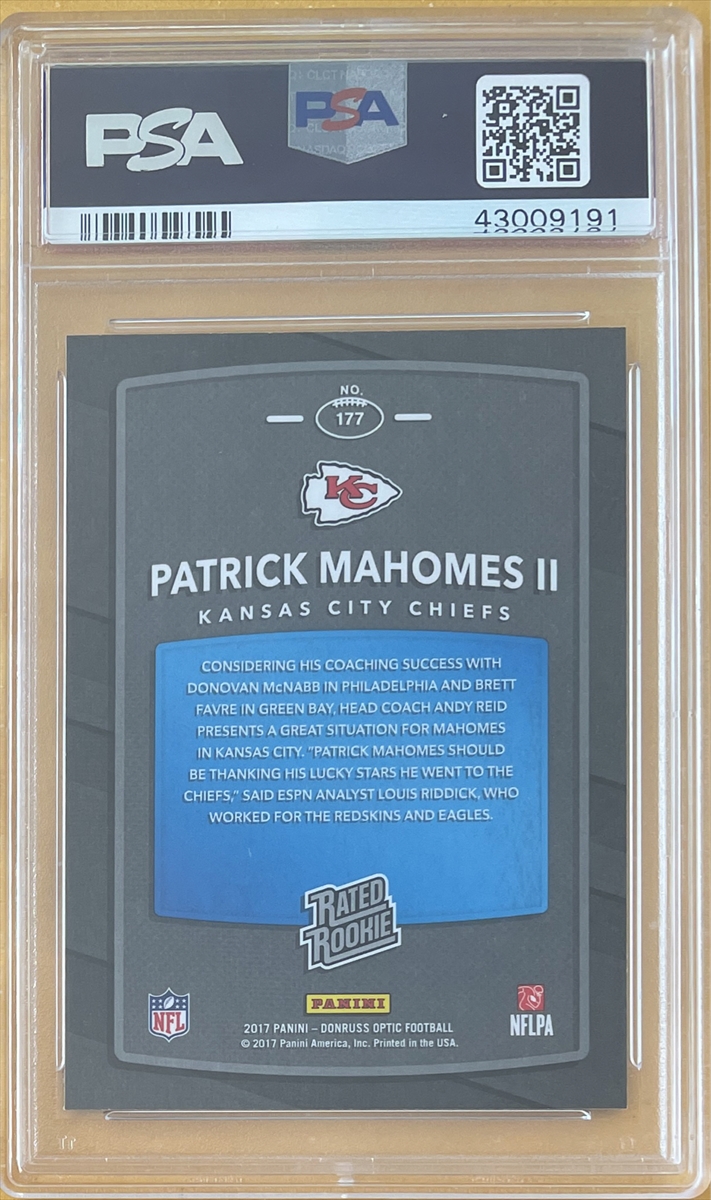 PSA
PSA
43009191
NO.
177
KC
PATRICK MAHOMES II
KANSAS CITY CHIEFS
CONSIDERING HIS COACHING SUCCESS WITH
DONOVAN McNABB IN PHILADELPHIA AND BRETT
FAVRE IN GREEN BAY, HEAD COACH ANDY REID
PRESENTS A GREAT SITUATION FOR MAHOMES
IN KANSAS CITY. "PATRICK MAHOMES SHOULD
BE THANKING HIS LUCKY STARS HE WENT TO THE
CHIEFS," SAID ESPN ANALYST LOUIS RIDDICK, WHO
WORKED FOR THE REDSKINS AND EAGLES.
RATED
ROOKIE
NFL
PANINI
NFLPA
2017 PANINI – DONRUSS OPTIC FOOTBALL
© 2017 Panini America, Inc. Printed in the USA.